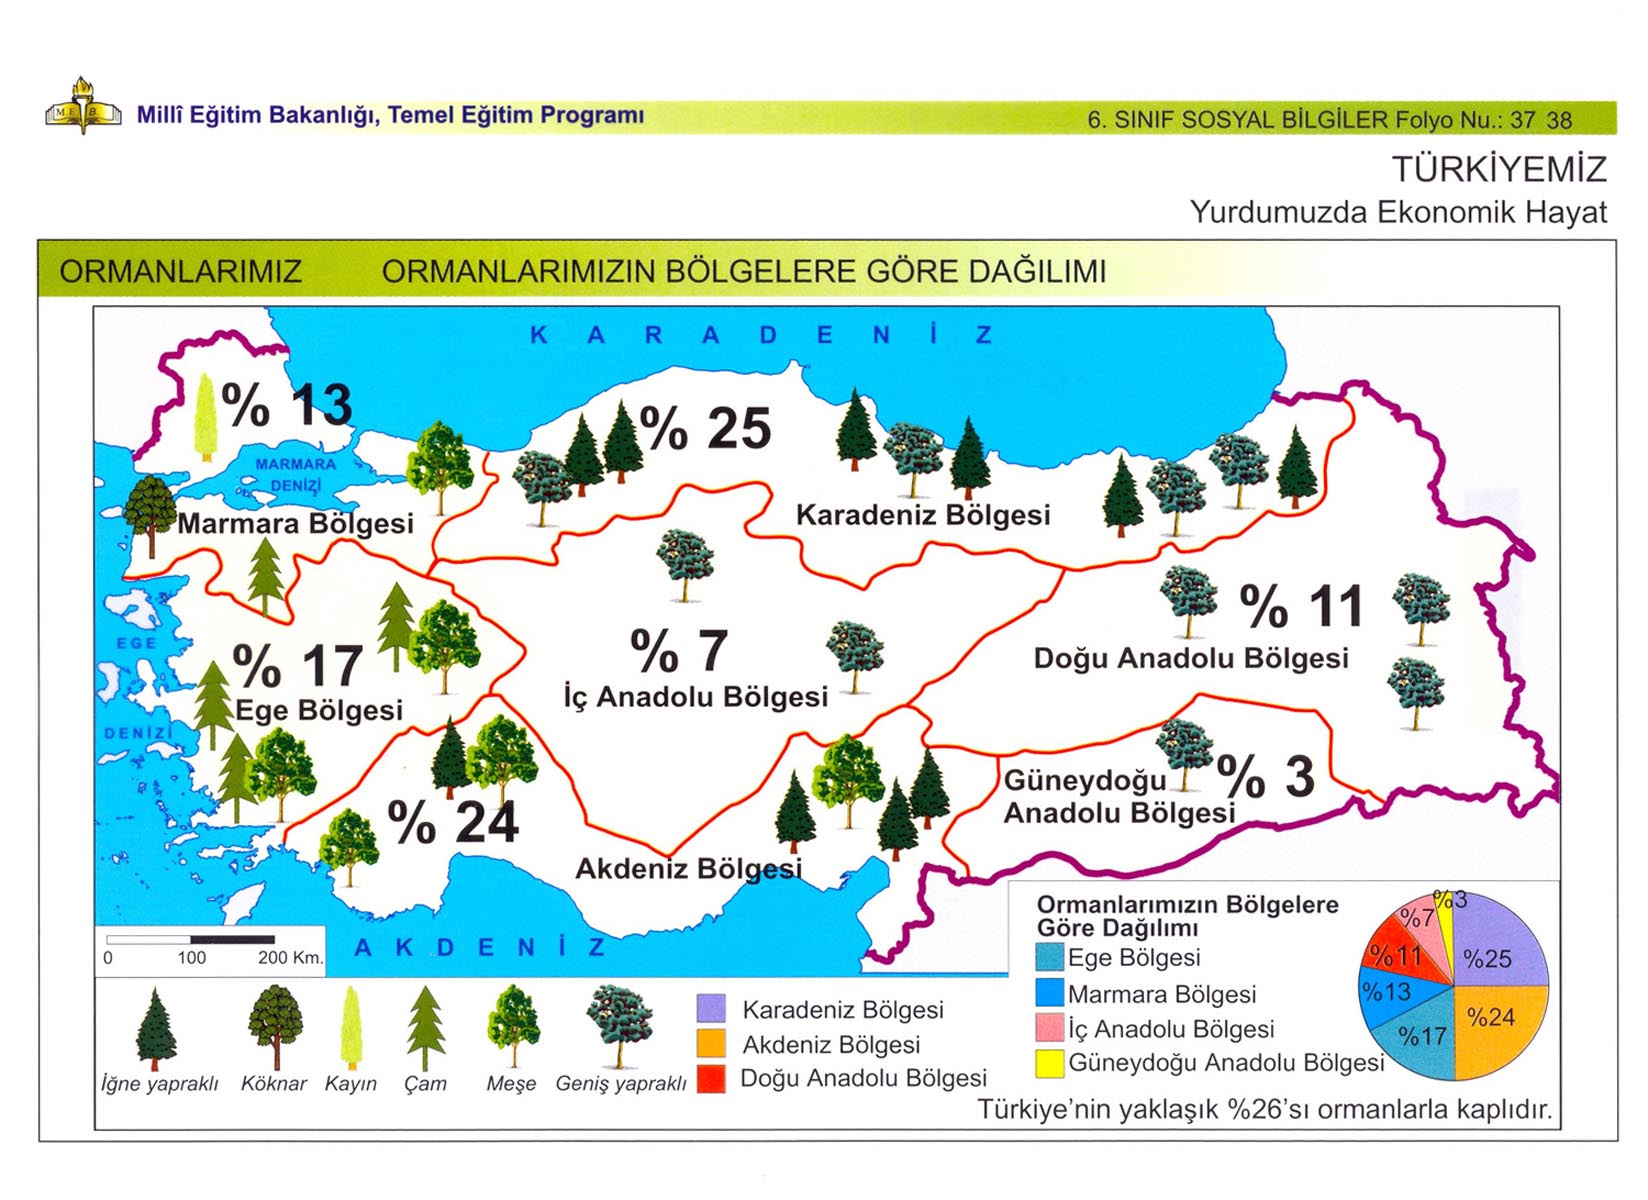 M.E.B.
Millî Eğitim Bakanlığı, Temel Eğitim Programı
6. SINIF SOSYAL BİLGİLER Folyo Nu.: 37 38
TÜRKİYEMİZ
Yurdumuzda Ekonomik Hayat
ORMANLARIMIZ
ORMANLARIMIZIN BÖLGELERE GÖRE DAĞILIMI
KARADENİZ
% 13
% 25
MARMARA
DENİZİ
Marmara Bölgesi
Karadeniz Bölgesi
EGE
DENİZİ
% 17
Ege Bölgesi
% 7
İç Anadolu Bölgesi
% 11
Doğu Anadolu Bölgesi
% 24
Akdeniz Bölgesi
Güneydoğu
Anadolu Bölgesi
% 3
AKDENİZ
0 100 200 Km.
İğne yapraklı
Köknar
Kayın
Çam
Meşe
Geniş yapraklı
Karadeniz Bölgesi
Akdeniz Bölgesi
Doğu Anadolu Bölgesi
Ormanlarımızın Bölgelere
Göre Dağılımı
Ege Bölgesi
Marmara Bölgesi
İç Anadolu Bölgesi
Güneydoğu Anadolu Bölgesi
%3
%7
%11
%13
%17
%25
%24
Türkiye’nin yaklaşık %26’sı ormanlarla kaplıdır.